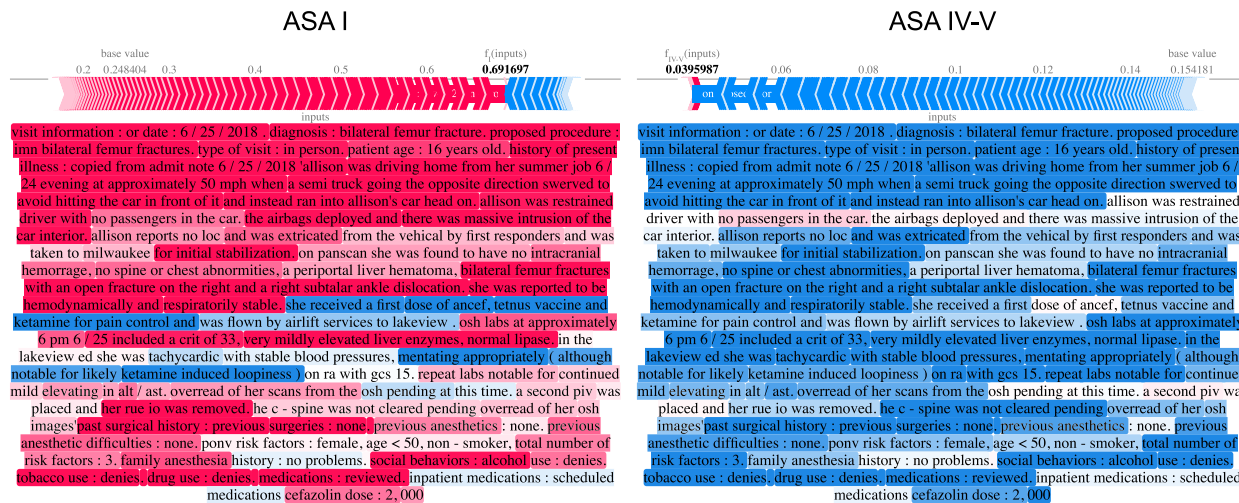 ASA I
base value
f(inputs)
0.2 0.248404 0.3 0.4 0.5 0.6 0.691697
inputs
visit information : or date : 6 / 25 / 2018 . diagnosis : bilateral femur fracture. proposed procedure :
imn bilateral femur fractures. type of visit : in person. patient age : 16 years old. history of present
illness : copied from admit note 6 / 25 / 2018 'allison was driving home from her summer job 6 /
24 evening at approximately 50 mph when a semi truck going the opposite direction swerved to
avoid hitting the car in front of it and instead ran into allison's car head on. allison was restrained
driver with no passengers in the car. the airbags deployed and there was massive intrusion of the
car interior. allison reports no loc and was extricated from the vehical by first responders and was
taken to milwaukee for initial stabilization. on panscan she was found to have no intracranial
hemorrage, no spine or chest abnormities, a periportal liver hematoma, bilateral femur fractures
with an open fracture on the right and a right subtalar ankle dislocation. she was reported to be
hemodynamically and respiratorily stable. she received a first dose of ancef, tetnus vaccine and
ketamine for pain control and was flown by airlift services to lakeview . osh labs at approximately
6 pm 6 / 25 included a crit of 33, very mildly elevated liver enzymes, normal lipase. in the
lakeview ed she was tachycardic with stable blood pressures, mentating appropriately ( although
notable for likely ketamine induced loopiness ) on ra with gcs 15. repeat labs notable for continued
mild elevating in alt / ast. overread of her scans from the osh pending at this time. a second piv was
placed and her rue io was removed. he c - spine was not cleared pending overread of her osh
images'past surgical history : previous surgeries : none. previous anesthetics : none. previous
anesthetic difficulties : none. ponv risk factors : female, age < 50, non - smoker, total number of
risk factors : 3. family anesthesia history : no problems. social behaviors : alcohol use : denies.
tobacco use : denies. drug use : denies. medications : reviewed. inpatient medications : scheduled
medications cefazolin dose : 2, 000
ASA IV-V
f IV-V (inputs)
base value
0.0395987 0.06 0.08 0.1 0.12 0.14 0.154181
on osed or
inputs
visit information : or date : 6 / 25 / 2018 . diagnosis : bilateral femur fracture. proposed procedure
imn bilateral femur fractures. type of visit : in person. patient age : 16 years old. history of presen
illness : copied from admit note 6 / 25 / 2018 'allison was driving home from her summer job 6 /
24 evening at approximately 50 mph when a semi truck going the opposite direction swerved to
avoid hitting the car in front of it and instead ran into allison's car head on. allison was restrained
driver with no passengers in the car. the airbags deployed and there was massive intrusion of the
car interior. allison reports no loc and was extricated from the vehical by first responders and was
taken to milwaukee for initial stabilization. on panscan she was found to have no intracranial
hemorrage, no spine or chest abnormities, a periportal liver hematoma, bilateral femur fractures
with an open fracture on the right and a right subtalar ankle dislocation. she was reported to be
hemodynamically and respiratorily stable. she received a first dose of ancef, tetnus vaccine and
ketamine for pain control and was flown by airlift services to lakeview . osh labs at approximately
6 pm 6 / 25 included a crit of 33, very mildly elevated liver enzymes, normal lipase. in the
lakeview ed she was tachycardic with stable blood pressures, mentating appropriately ( although
notable for likely ketamine induced loopiness ) on ra with gcs 15. repeat labs notable for continue
mild elevating in alt / ast. overread of her scans from the osh pending at this time. a second piv was
placed and her rue io was removed. he c - spine was not cleared pending overread of her osh
images'past surgical history : previous surgeries : none. previous anesthetics : none. previous
anesthetic difficulties : none. ponv risk factors : female, age < 50, non - smoker, total number of
risk factors : 3. family anesthesia history : no problems. social behaviors : alcohol use : denies.
tobacco use : denies. drug use : denies. medications : reviewed. inpatient medications : scheduled
medications cefazolin dose : 2, 000